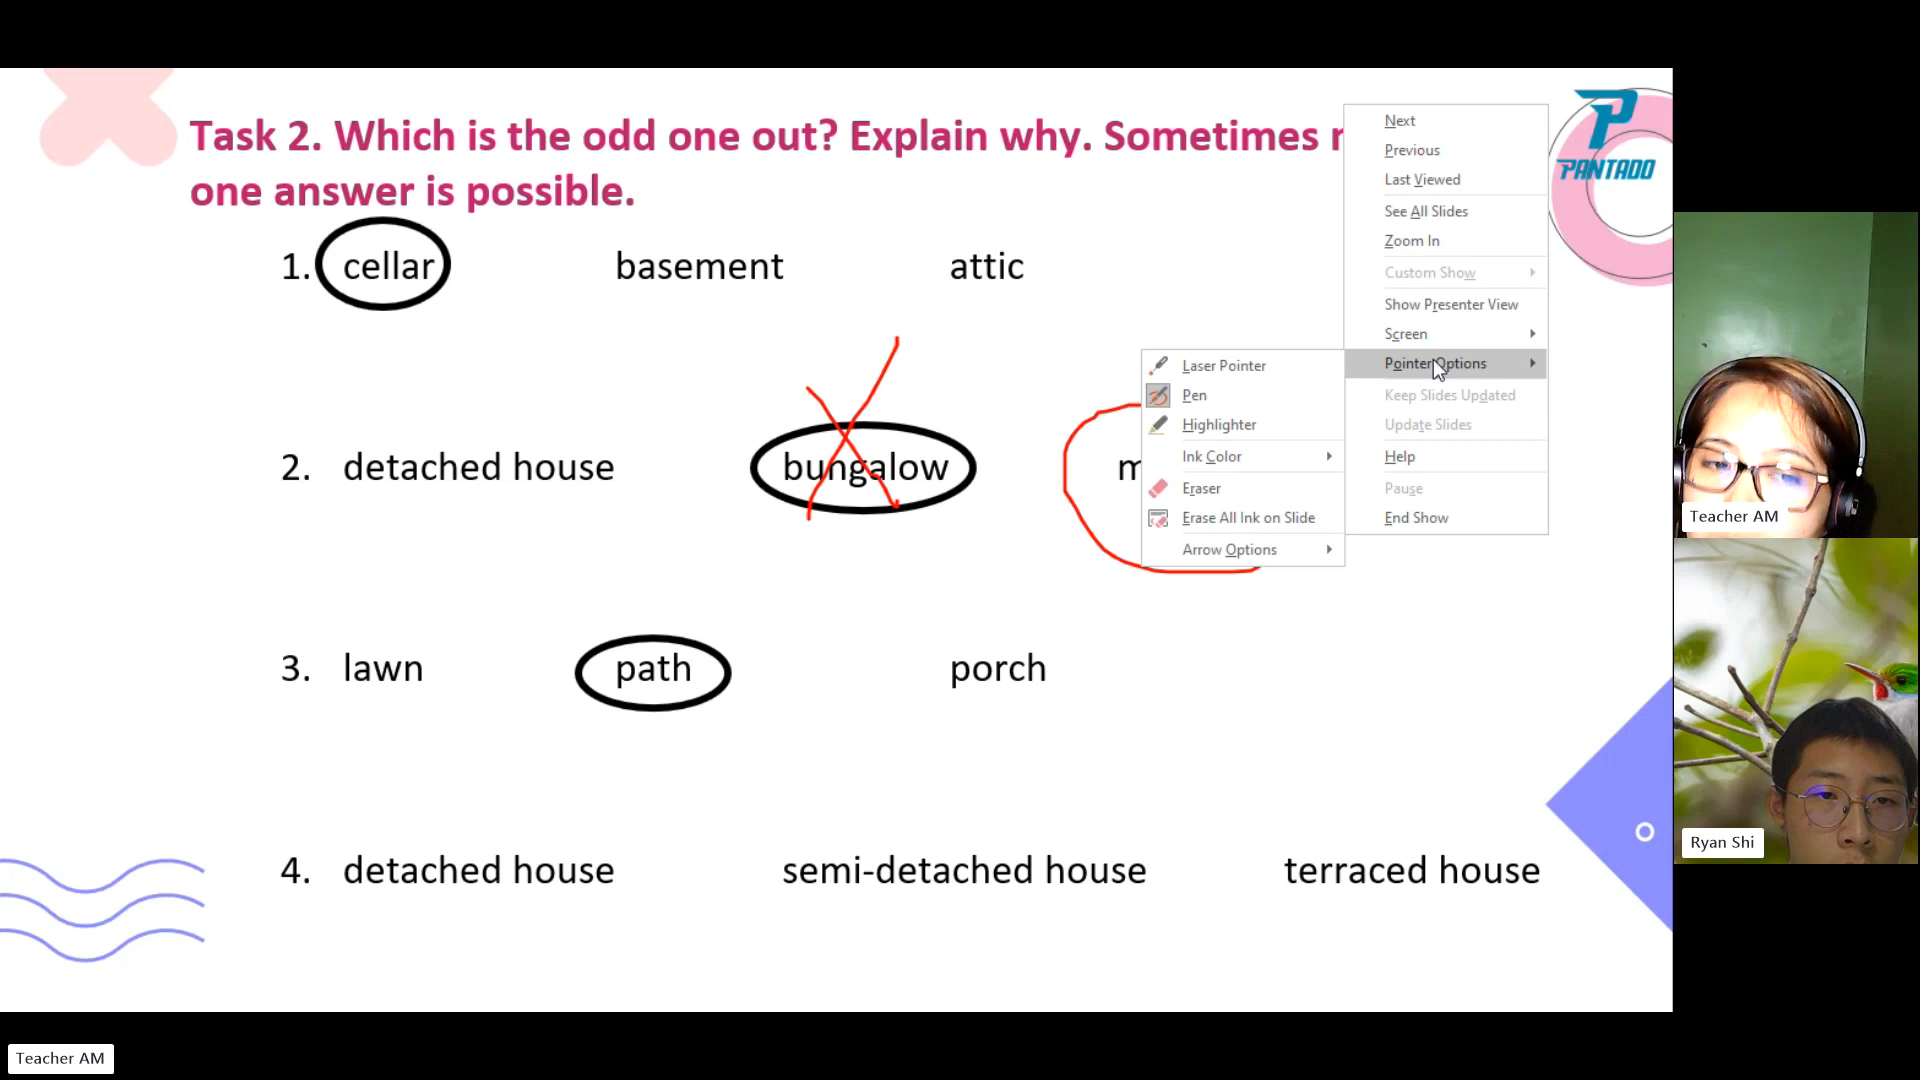 Task 2. Which is the odd one out? Explain why. Sometimes
one answer is possible.
1. cellar basement attic
2. detached house bungalow
3. lawn path porch
4. detached house semi-detached house terraced house
Next
Previous
Last Viewed
See All Slides
Zoom In
Custom Show
Show Presenter View
Screen
Pointer Options
Keep Slides Updated
Update Slides
Help
Pause
End Show
Laser Pointer
Pen
Highlighter
Ink Color
Eraser
Erase All Ink on Slide
Arrow Options
PANTADO
Teacher AM
Ryan Shi
Teacher AM